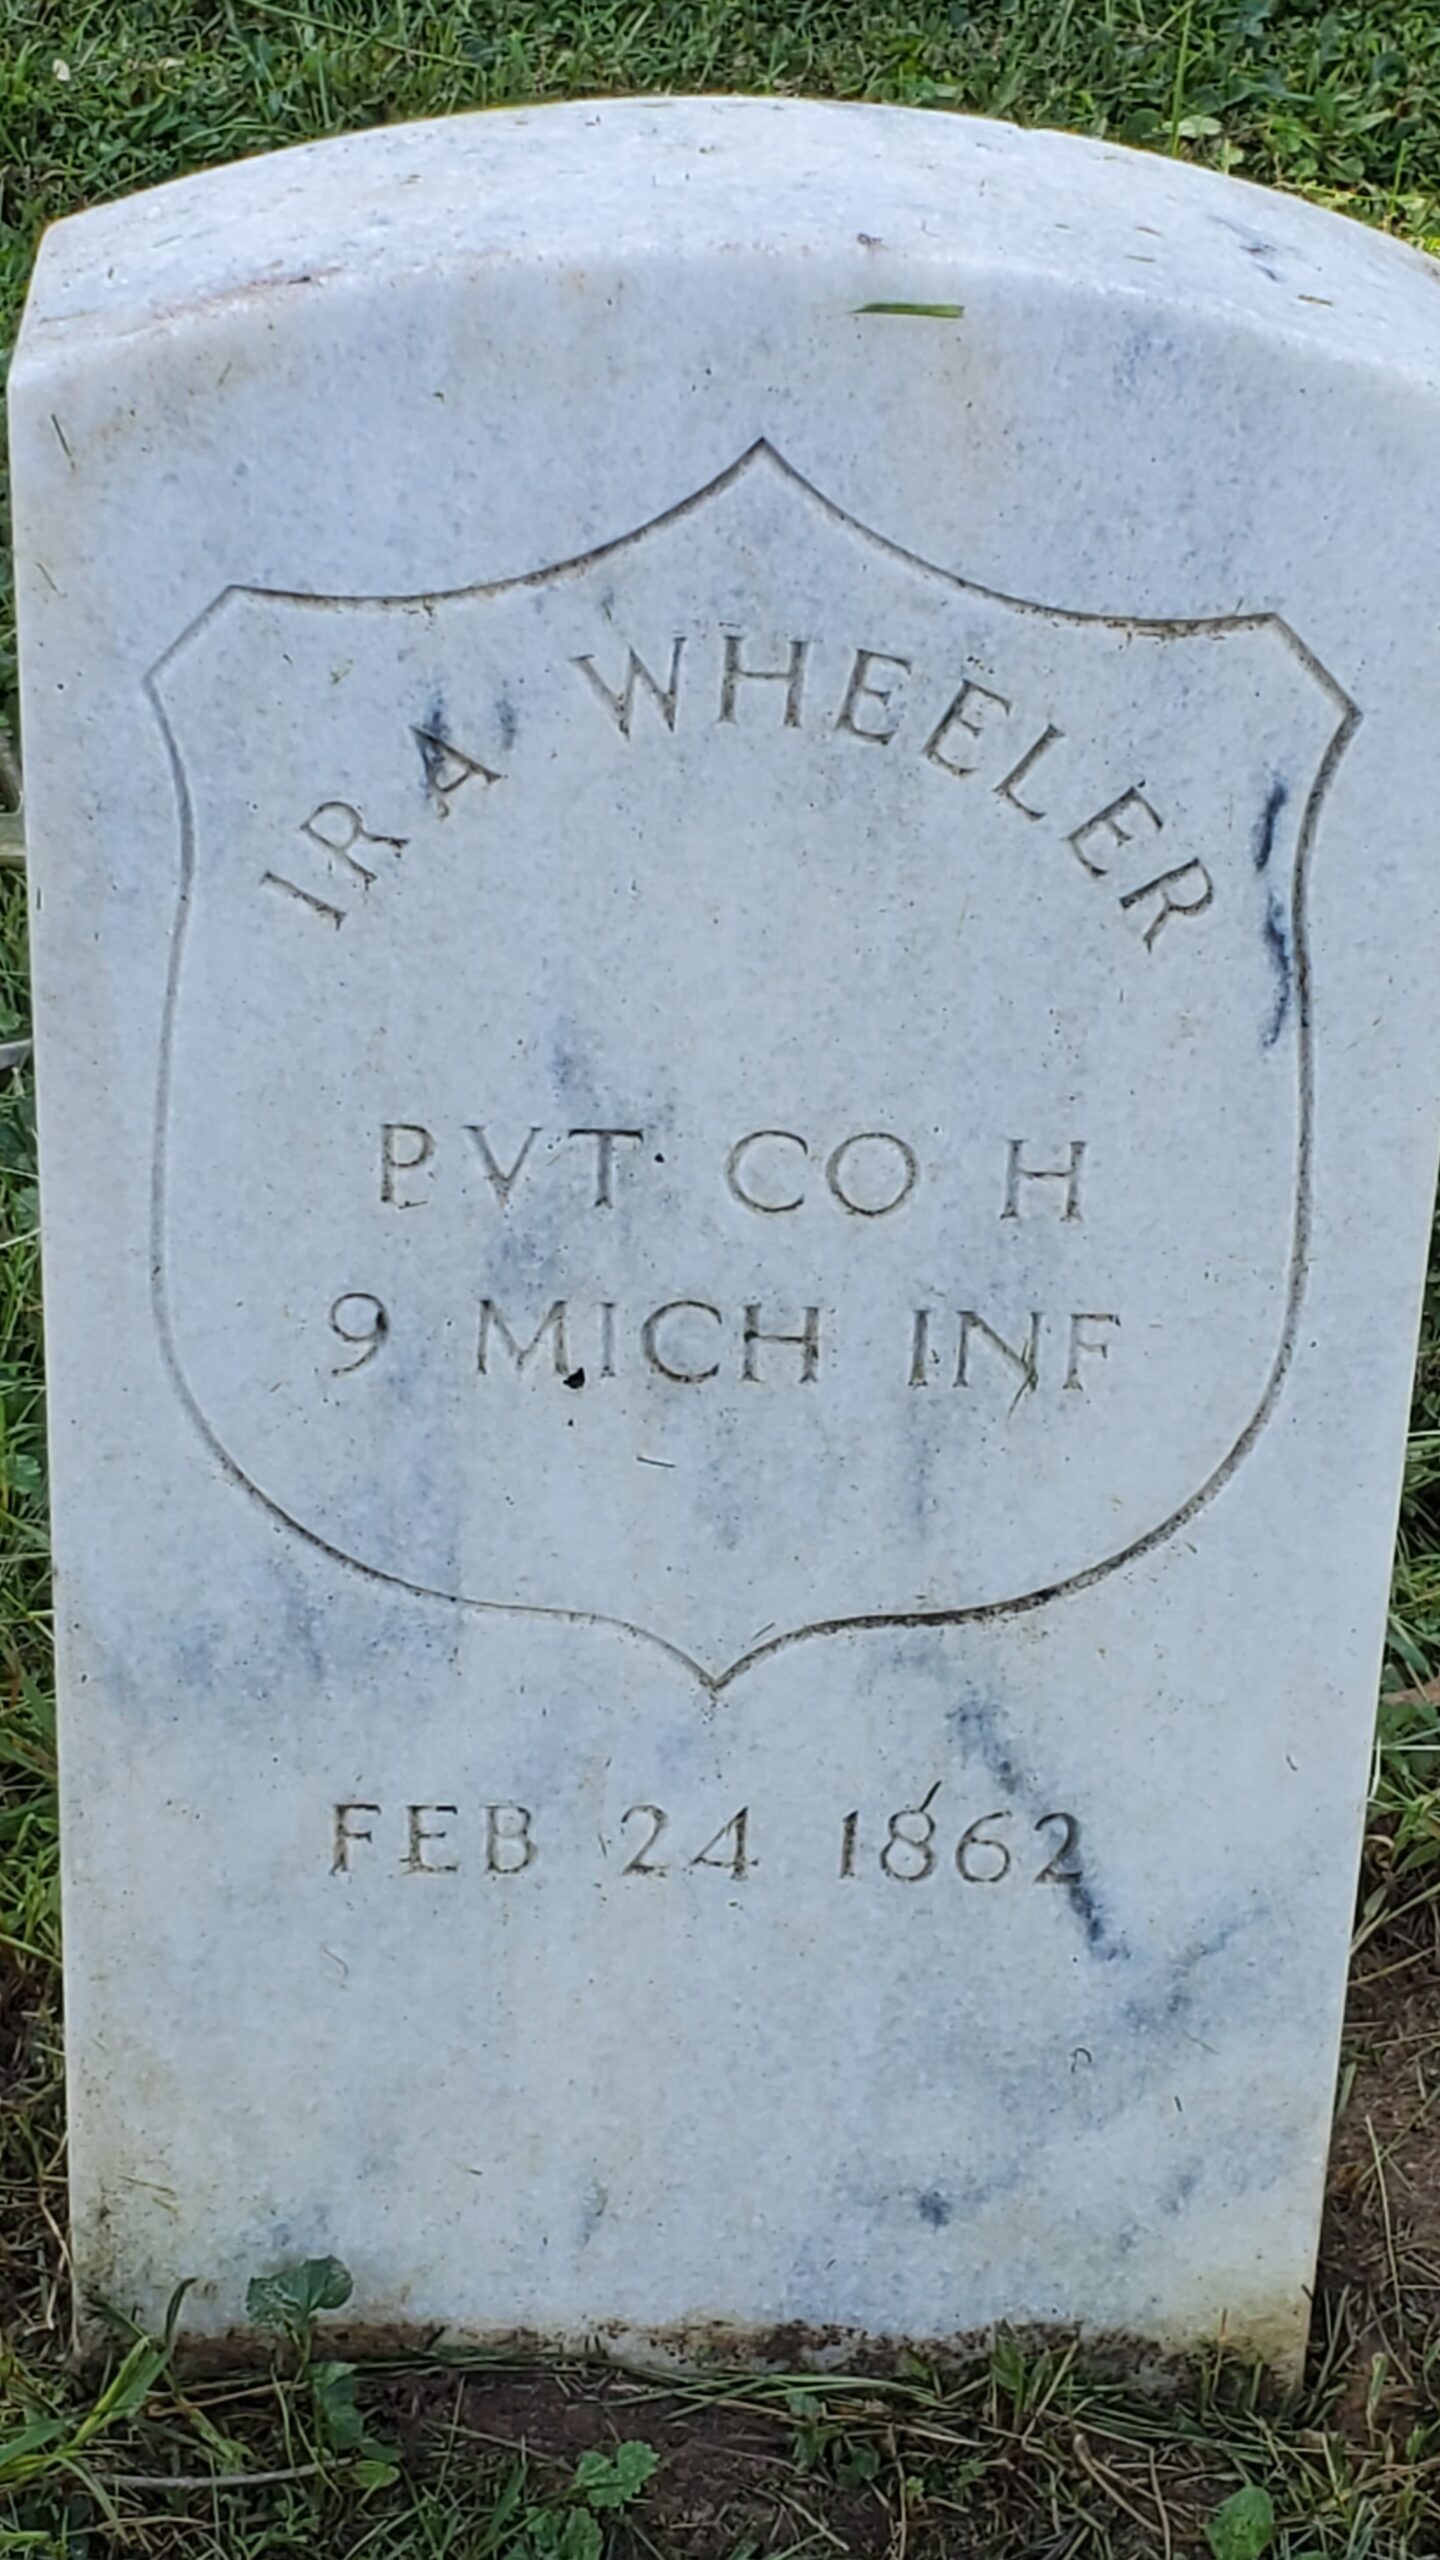 IRA WHEELER
PVT CO H
9 MICH INF
FEB 24 1862